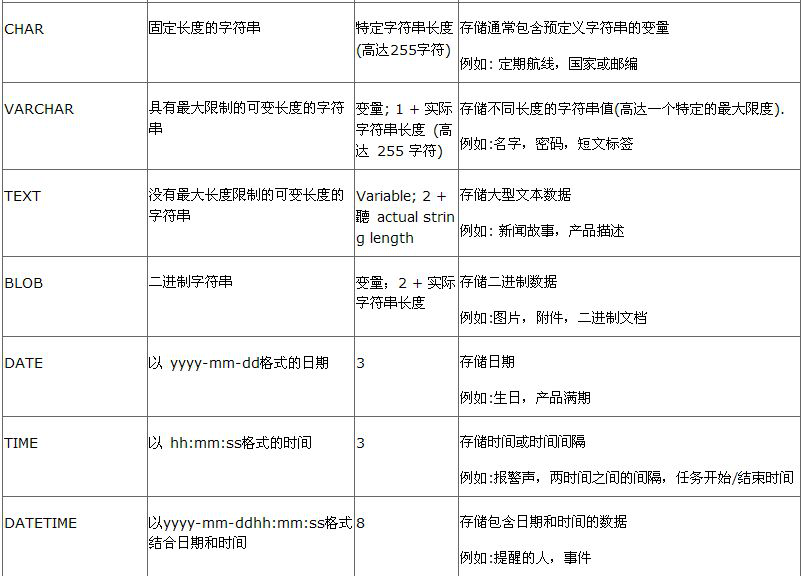 CHAR
固定长度的字符串
特定字符串长度
(高达255字符)
存储通常包含预定义字符串的变量
例如: 定期航线，国家或邮编
VARCHAR
具有最大限制的可变长度的字符
串
变量; 1 + 实际
字符串长度 (高
达 255 字符)
存储不同长度的字符串值(高达一个特定的最大限度).
例如:名字，密码，短文标签
TEXT
没有最大长度限制的可变长度的
字符串
Variable; 2 +
聽 actual strin
g length
存储大型文本数据
例如: 新闻故事，产品描述
BLOB
二进制字符串
变量；2 + 实际
字符串长度
存储二进制数据
例如:图片，附件，二进制文档
DATE
以 yyyy-mm-dd格式的日期
3
存储日期
例如:生日，产品满期
TIME
以 hh:mm:ss格式的时间
3
存储时间或时间间隔
例如:报警声，两时间之间的间隔，任务开始/结束时间
DATETIME
以yyyy-mm-ddhh:mm:ss格式
结合日期和时间
8
存储包含日期和时间的数据
例如:提醒的人，事件